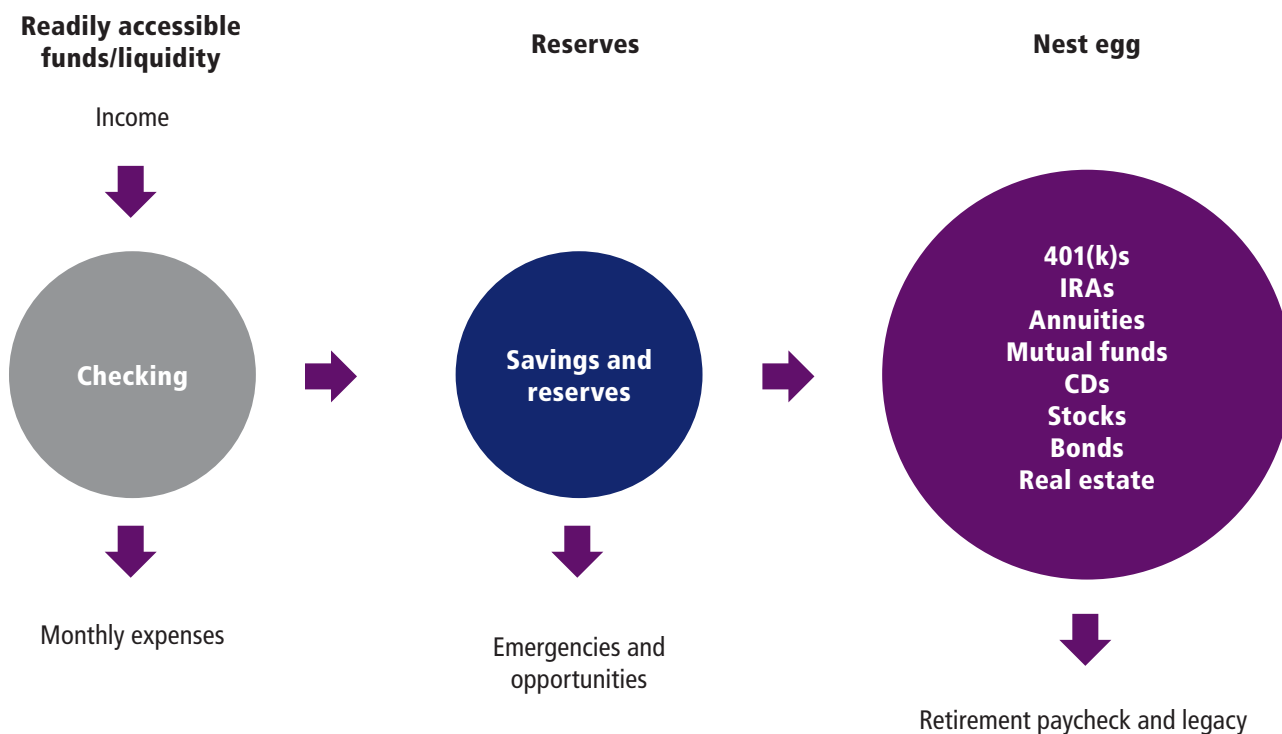 Readily accessible
funds/liquidity
Reserves
Nest egg
Income
Checking
Savings and
reserves
401(k)s
IRAs
Annuities
Mutual funds
CDs
Stocks
Bonds
Real estate
Monthly expenses
Emergencies and
opportunities
Retirement paycheck and legacy